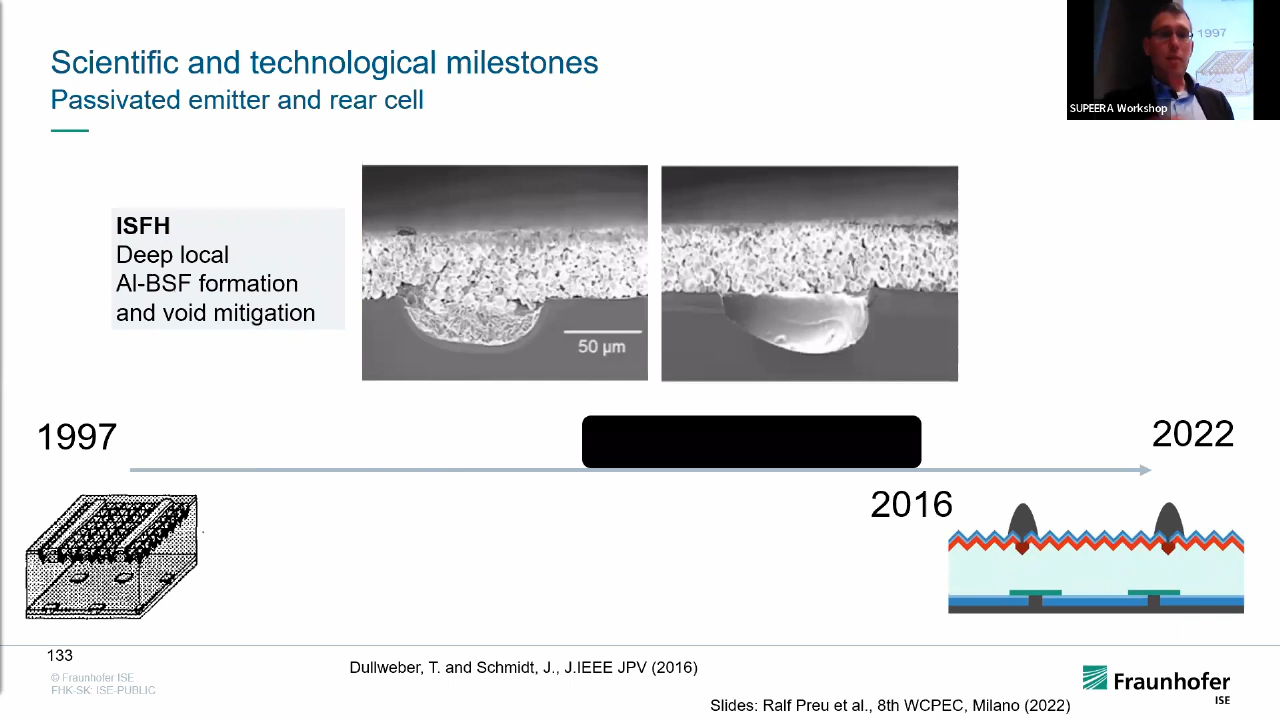 Scientific and technological milestones
Passivated emitter and rear cell
1997
SUPEERA Workshop
ISFH
Deep local
Al-BSF formation
and void mitigation
50 µm
1997
2022
2016
133
© Fraunhofer ISE
FHK-SK: ISE-PUBLIC
Dullweber, T. and Schmidt, J., J.IEEE JPV (2016)
Slides: Ralf Preu et al., 8th WCPEC, Milano (2022)
Fraunhofer
ISE